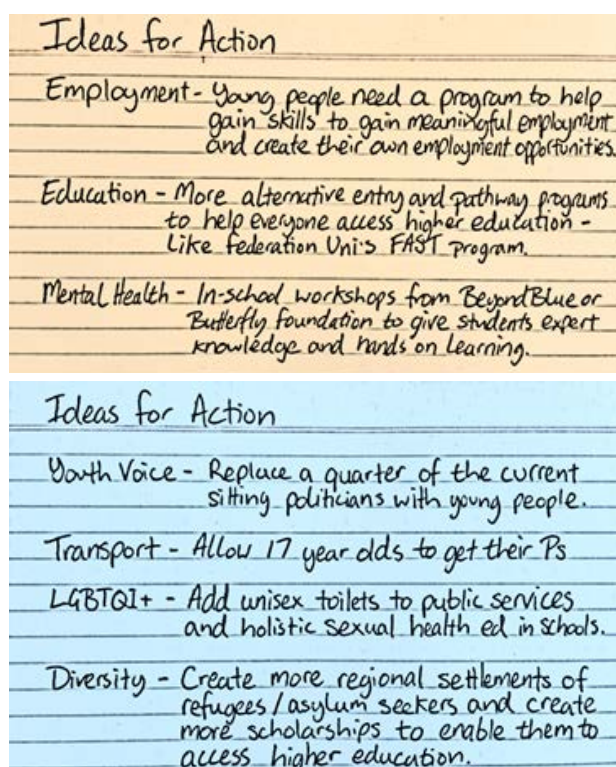 Ideas for Action
Employment - Young people need a program to help
gain skills to gain meaningful employment
and create their own employment opportunities.
Education - More alternative entry and pathway programs
to help everyone access higher education -
Like federation Uni's FAST program.
Mental Health - In-school workshops from BeyondBlue or
Butterfly foundation to give students expert
knowledge and hands on learning.
Ideas for Action
Youth Voice - Replace a quarter of the current
sitting politicians with young people.
Transport - Allow 17 year olds to get their Ps
LGBTQI+ - Add unisex toilets to public services
and holistic sexual health ed in schools.
Diversity - Create more regional settlements of
refugees/asylum seekers and create
more scholarships to enable them to
access higher education.